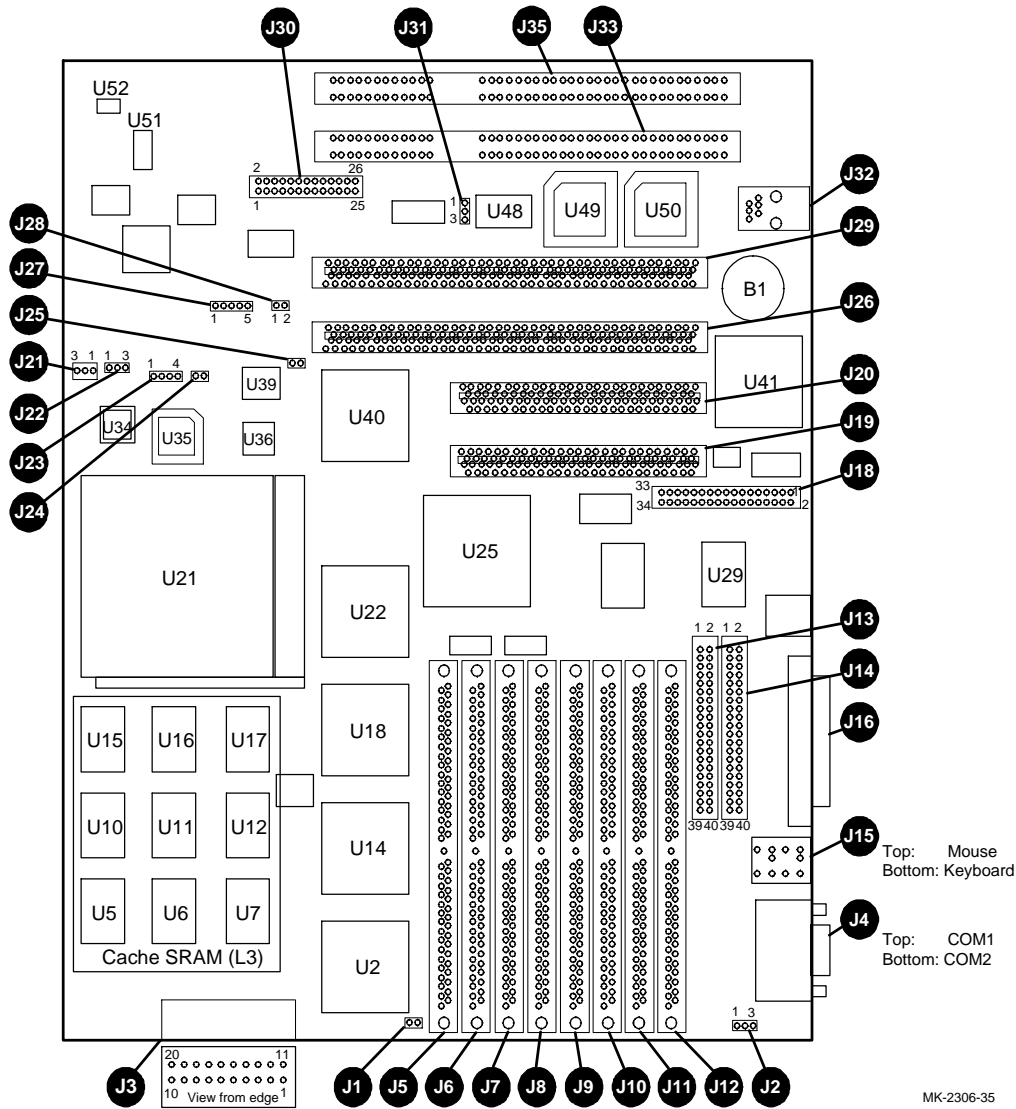 J30
J31
J35
J33
U52
U51
2
26
1
25
1
3
U48
U49
U50
J32
J28
J29
J27
B1
1
5
1 2
J25
J26
3 1
1 3
1
4
J21
U39
U41
J20
J22
U40
U34
U35
U36
J19
J23
33
1
J18
34
2
J24
U21
U25
U29
U22
1 2
1 2
J13
J14
U15
U16
U17
U18
J16
U10
U11
U12
39 40
39 40
U14
J15
Top: Mouse
Bottom: Keyboard
U5
U6
U7
J4
Top: COM1
Bottom: COM2
Cache SRAM (L3)
U2
1 3
20
11
10
View from edge
1
J3
J1
J5
J6
J7
J8
J9
J10
J11
J12
J2
MK-2306-35